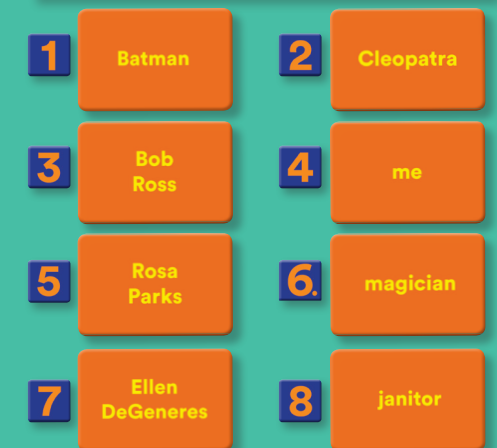 1
Batman
2
Cleopatra
3
Bob
Ross
4
me
5
Rosa
Parks
6.
magician
7
Ellen
DeGeneres
8
janitor